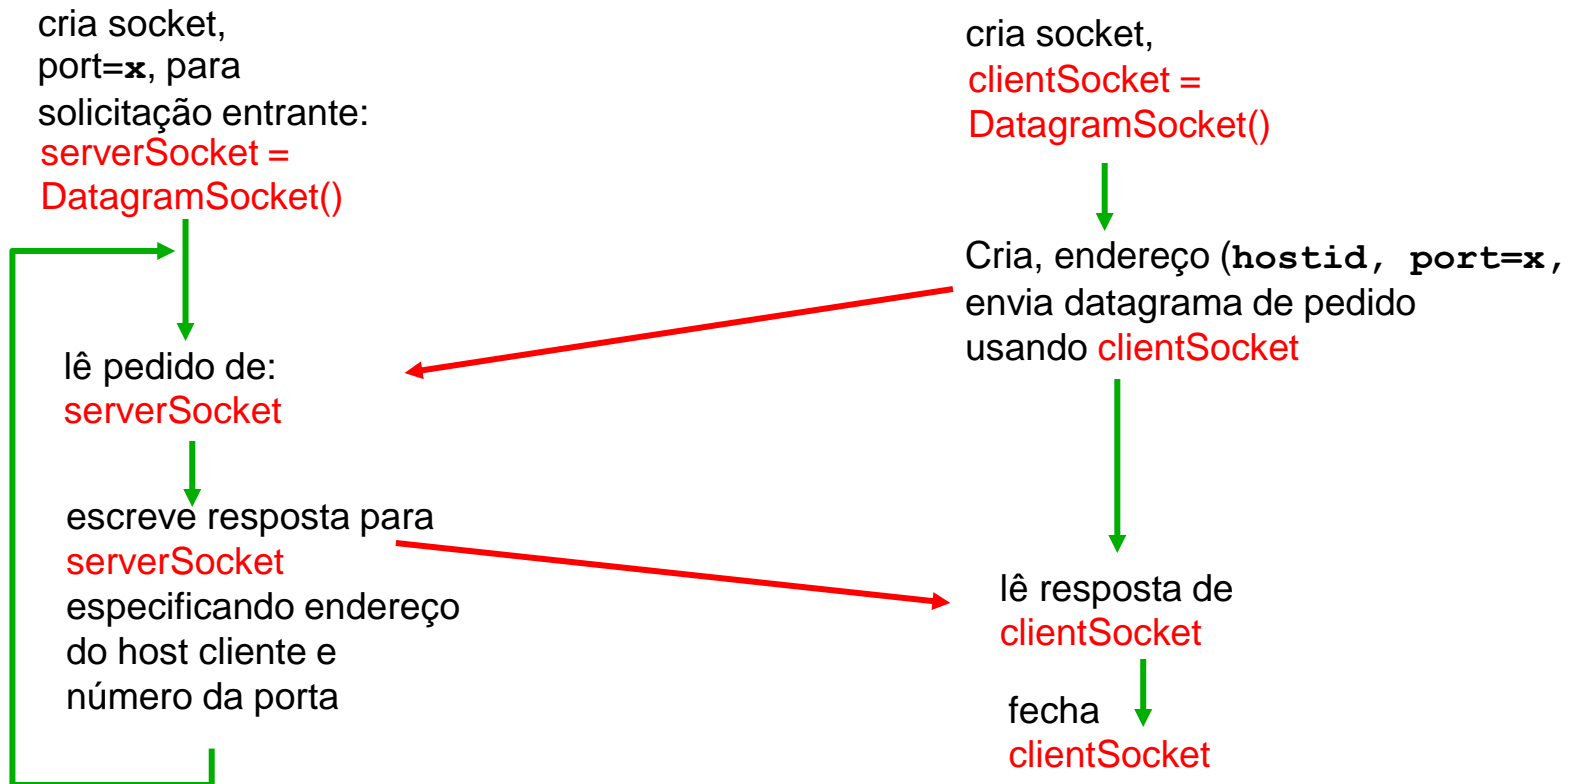 cria socket,
port=x, para
solicitação entrante:
serverSocket =
DatagramSocket()
lê pedido de:
serverSocket
escreve resposta para
serverSocket
especificando endereço
do host cliente e
número da porta
cria socket,
clientSocket =
DatagramSocket()
Cria, endereço (hostid, port=x,
envia datagrama de pedido
usando clientSocket
lê resposta de
clientSocket
fecha
clientSocket